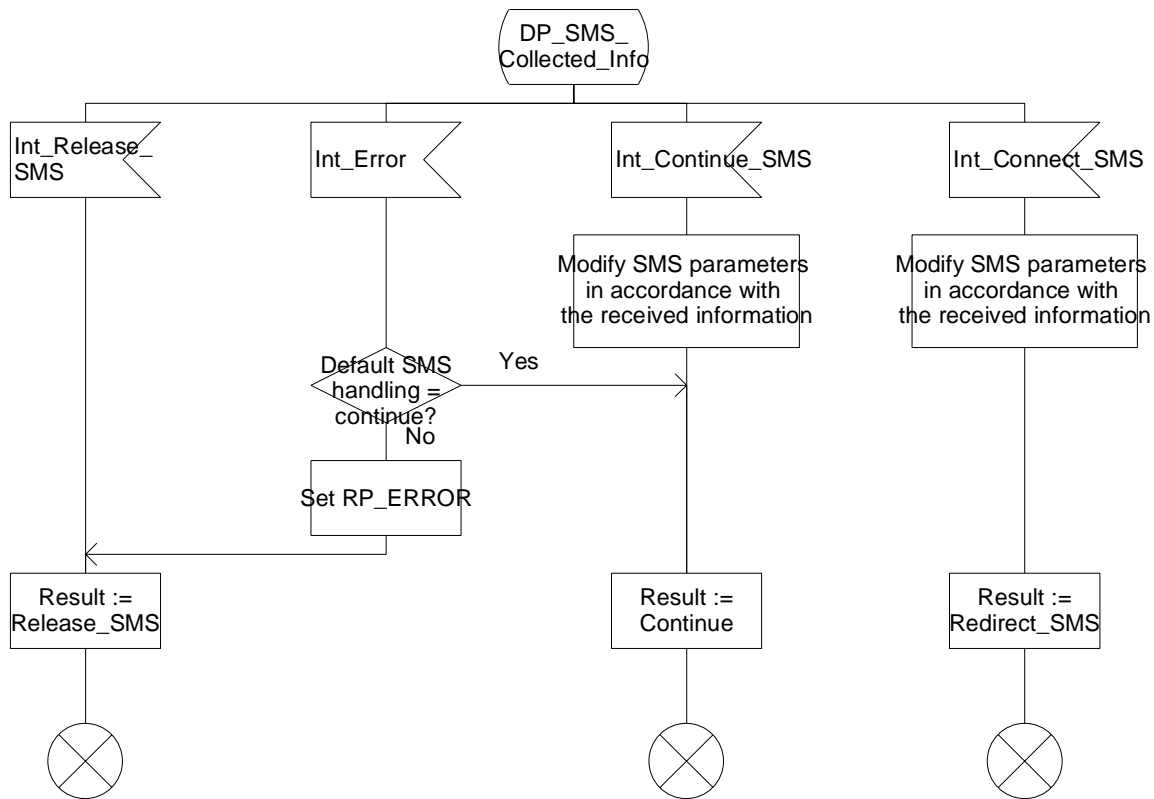 DP_SMS_
Collected_Info
Int_Release_
SMS
Int_Error
Int_Continue_SMS
Int_Connect_SMS
Modify SMS parameters
in accordance with
the received information
Modify SMS parameters
in accordance with
the received information
Default SMS
handling =
continue?
Yes
No
Set RP_ERROR
Result :=
Release_SMS
Result :=
Continue
Result :=
Redirect_SMS